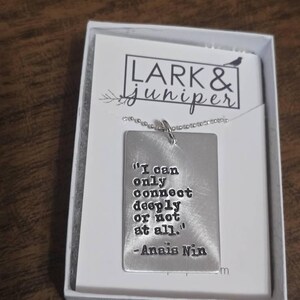 LARK &
juniper
"I can
only
connect
deeply
or not
at all."
-Anais Nin